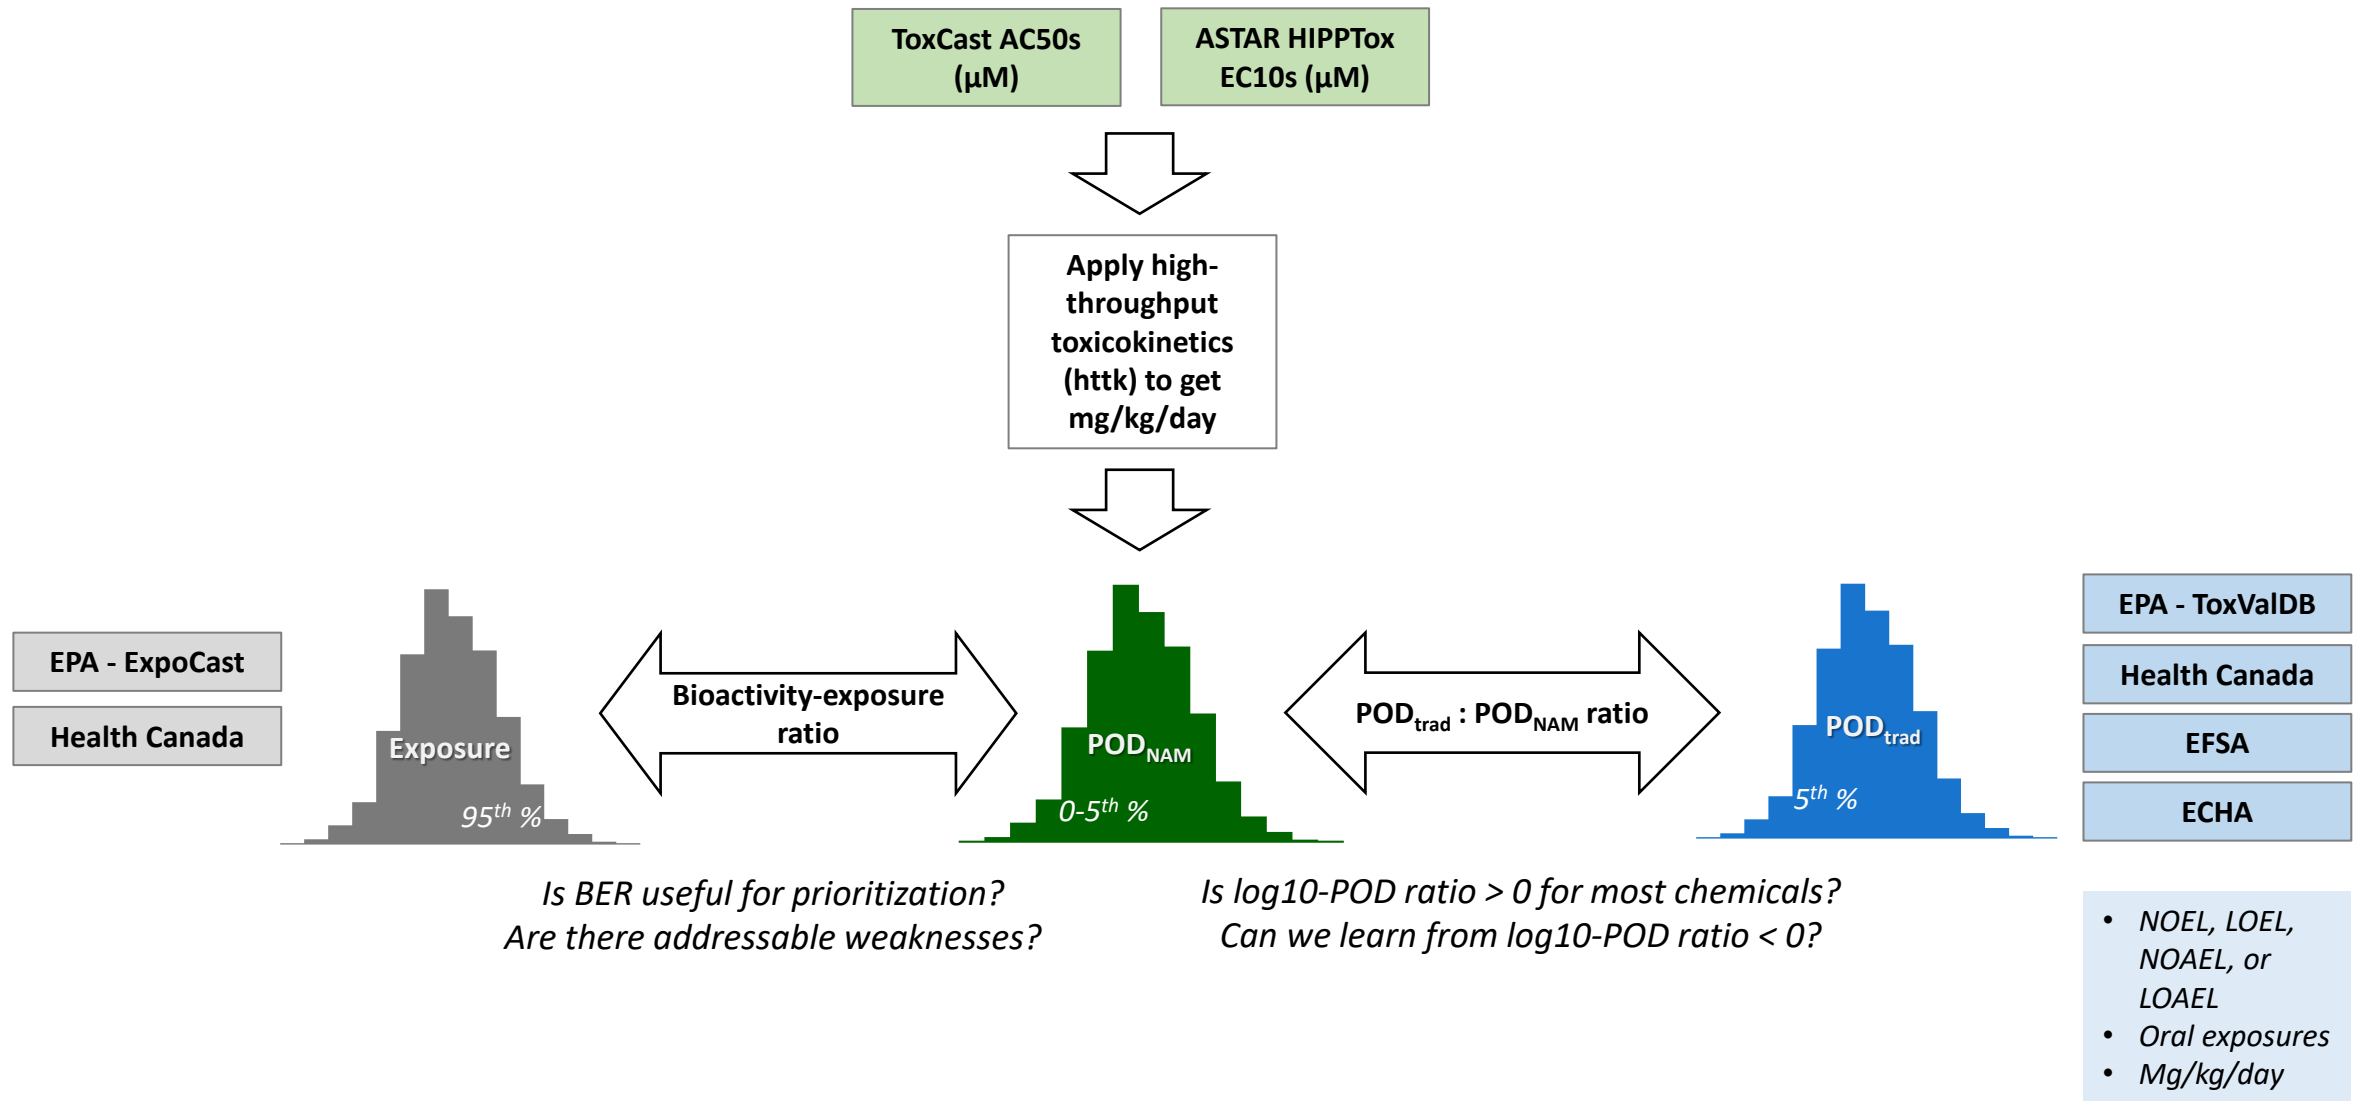 ToxCast AC50s
(µM)
ASTAR HIPPTox
EC10s (µM)
Apply high-
throughput
toxicokinetics
(httk) to get
mg/kg/day
EPA - ExpoCast
Health Canada
Exposure
95th %
Bioactivity-exposure
ratio
PODNAM
0-5th %
PODtrad : PODNAM ratio
PODtrad
5th %
EPA - ToxValDB
Health Canada
EFSA
ECHA
Is BER useful for prioritization?
Are there addressable weaknesses?
Is log10-POD ratio > 0 for most chemicals?
Can we learn from log10-POD ratio < 0?
• NOEL, LOEL,
NOAEL, or
LOAEL
• Oral exposures
• Mg/kg/day